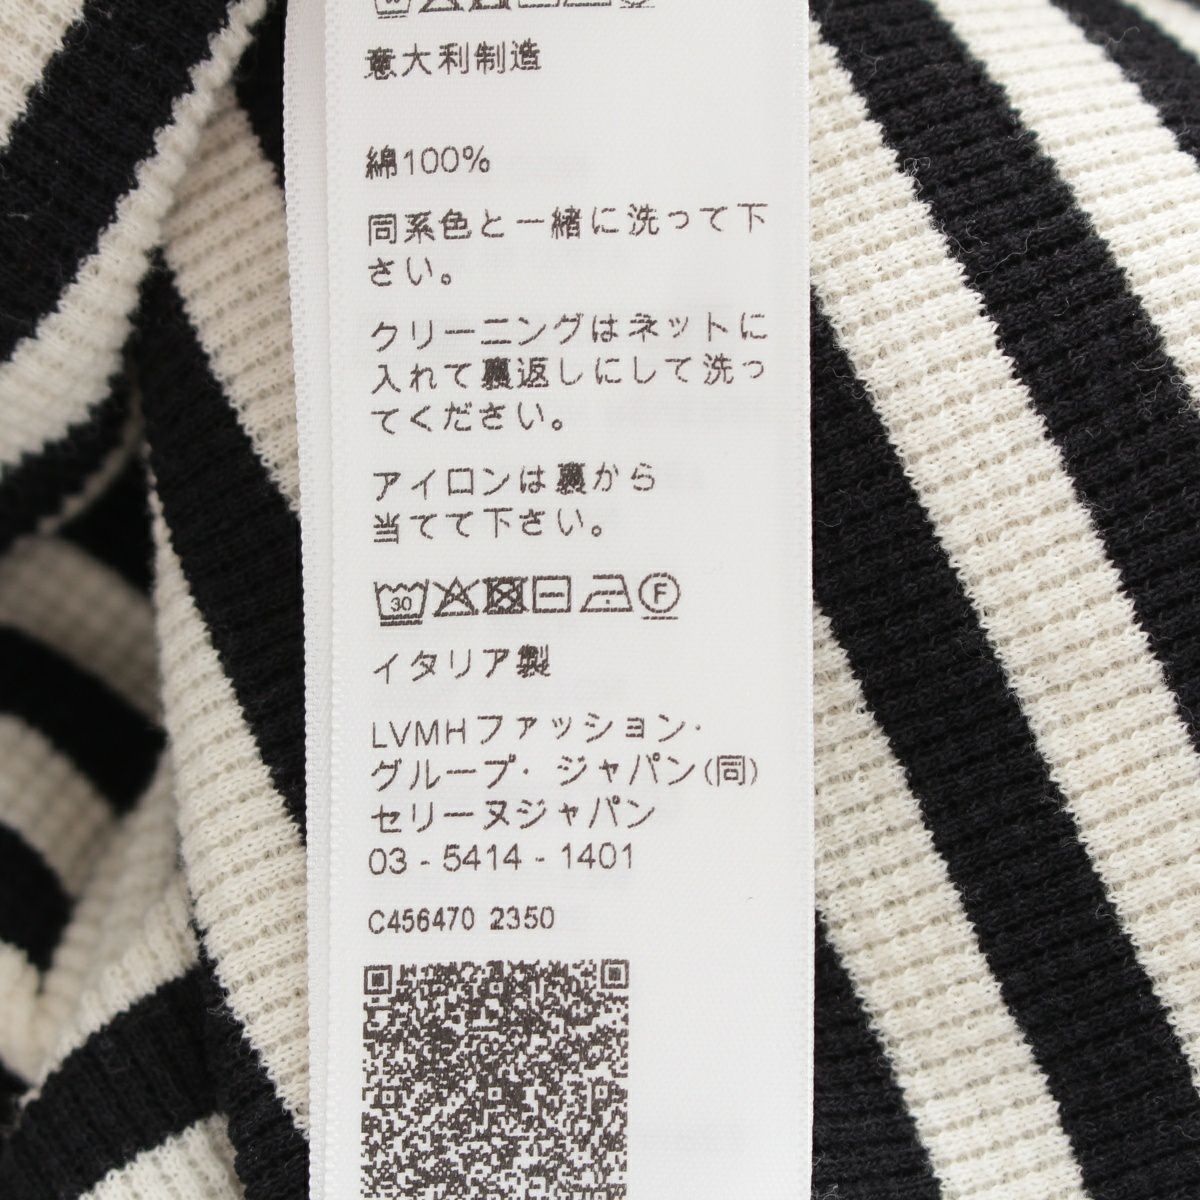 意大利制造
綿100%
同系色と一緒に洗って下
さい。
クリーニングはネットに
入れて裏返しにして洗っ
てください。
アイロンは裏から
当てて下さい。
30 F
イタリア製
LVMHファッション·
グループ· ジャパン(同)
セリーヌジャパン
03 - 5414 - 1401
C456470 2350